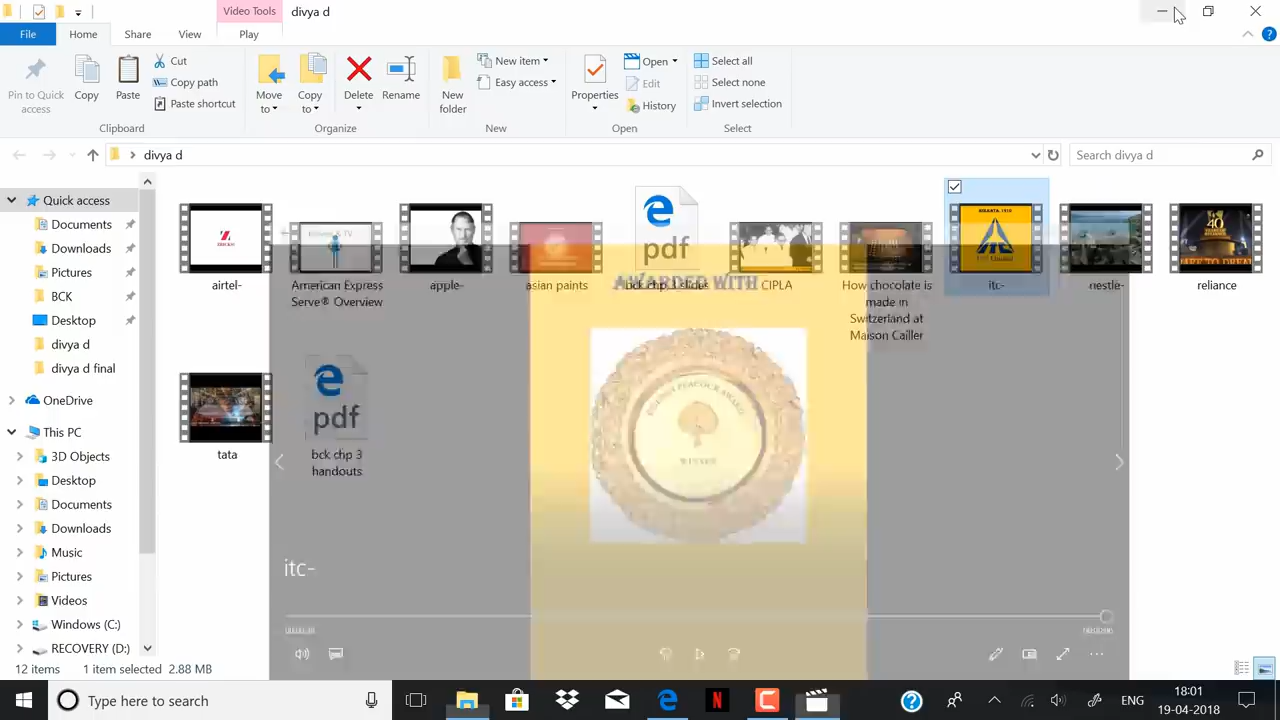 Video Tools
divya d
File
Home
Share
View
Play
Pin to Quick access
Copy
Paste
Cut
Copy path
Paste shortcut
Clipboard
Move to
Copy to
Delete
Rename
Organize
New folder
New item
Easy access
New
Properties
Open
Edit
History
Open
Select all
Select none
Invert selection
Select
divya d
Search divya d
Quick access
Documents
Downloads
Pictures
BCK
Desktop
divya d
divya d final
OneDrive
This PC
3D Objects
Desktop
Documents
Downloads
Music
Pictures
Videos
Windows (C:)
RECOVERY (D:)
airtel-
American Express
Serve® Overview
apple-
asian paints
pdf
bck chp 3 slides
CIPLA
How chocolate is
made in
Switzerland at
Maison Cailler
itc-
nestle-
reliance
tata
pdf
bck chp 3
handouts
AWARDED WITH
WINNER
itc-
12 items
1 item selected
2.88 MB
Type here to search
ENG
18:01
19-04-2018